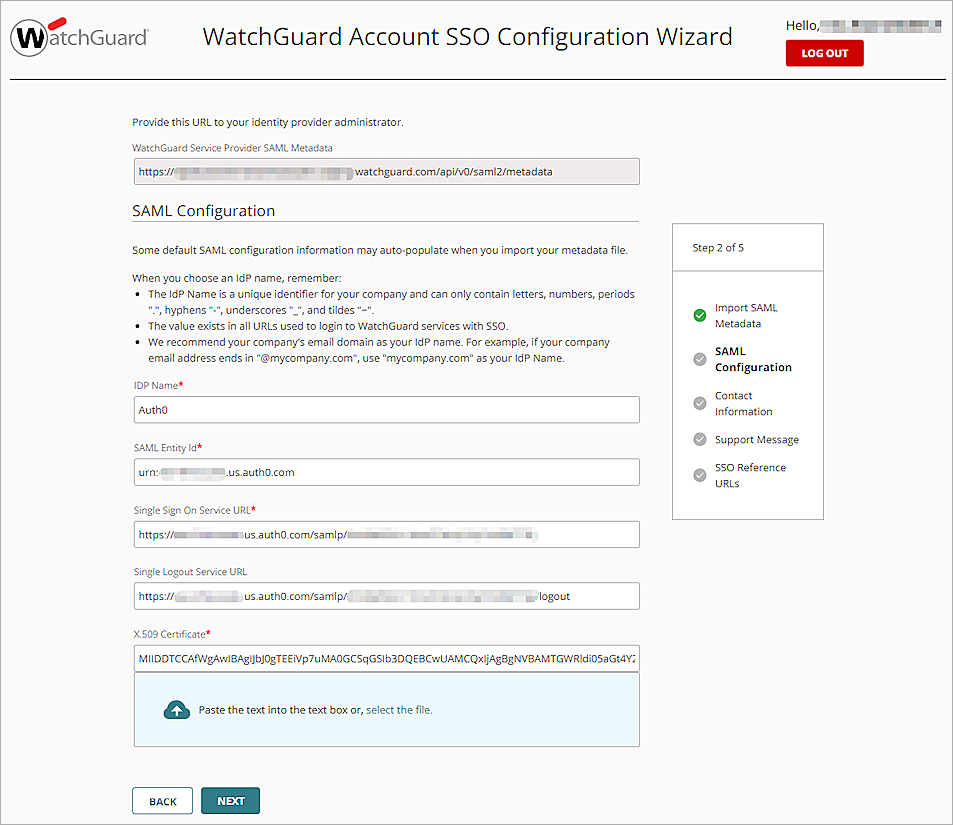 WatchGuard
WatchGuard Account SSO Configuration Wizard
Hello,
LOG OUT
Provide this URL to your identity provider administrator.
WatchGuard Service Provider SAML Metadata
https:// watchguard.com/api/v0/saml2/metadata
SAML Configuration
Some default SAML configuration information may auto-populate when you import your metadata file.
When you choose an IdP name, remember:
• The IdP Name is a unique identifier for your company and can only contain letters, numbers, periods
".", hyphens "-", underscores "_", and tildes "~".
• The value exists in all URLs used to login to WatchGuard services with SSO.
• We recommend your company's email domain as your IdP name. For example, if your company
email address ends in "@mycompany.com", use "mycompany.com" as your IdP Name.
IDP Name*
Auth0
SAML Entity Id*
urn: .us.auth0.com
Single Sign On Service URL*
https:// us.auth0.com/samlp/
Single Logout Service URL
https:// us.auth0.com/samlp/ logout
X.509 Certificate*
MIIDDTCCAfWgAwIBAgIJbJ0gTEEiVp7uMA0GCSqGSIb3DQEBCwUAMCQxIjAgBgNVBAMTGWRldi05aGt4Y2
Paste the text into the text box or, select the file.
BACK
NEXT
Step 2 of 5
Import SAML
Metadata
SAML
Configuration
Contact
Information
Support Message
SSO Reference
URLs